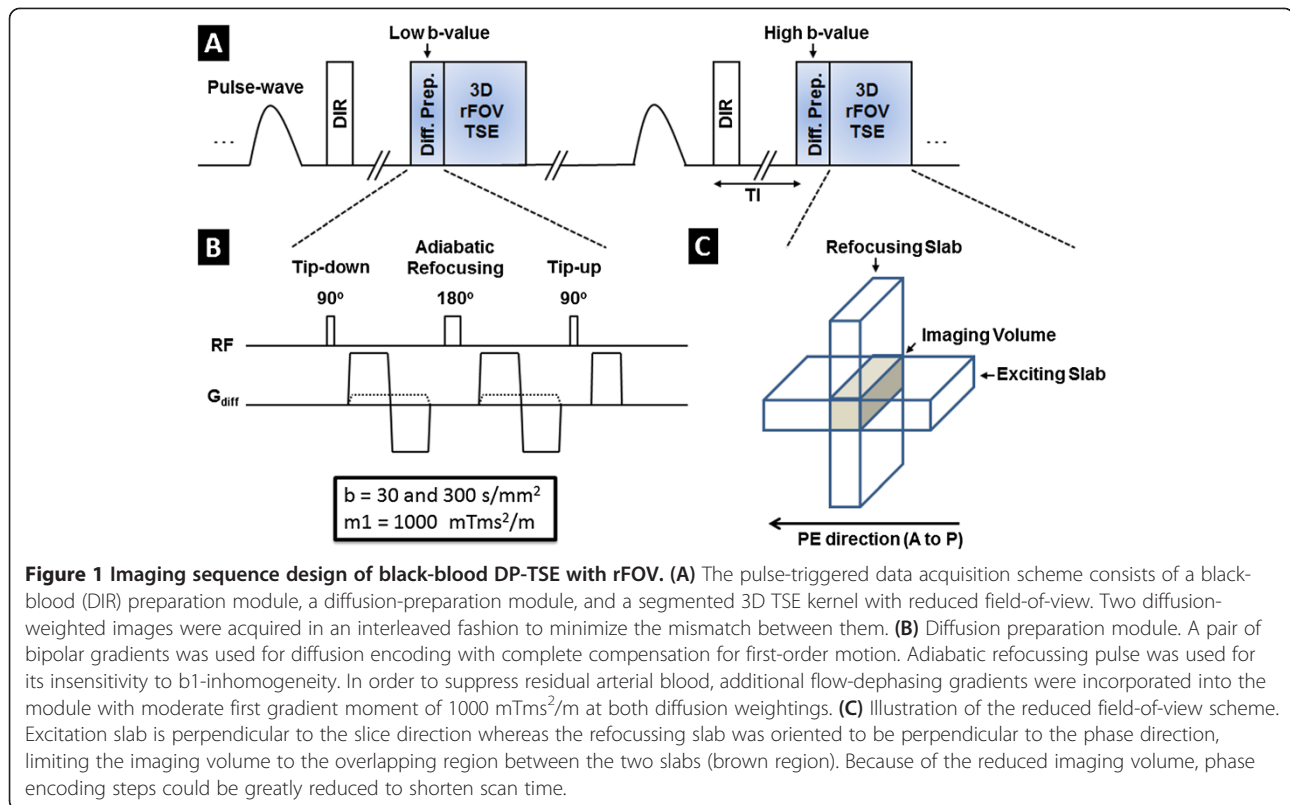 A
Low b-value
High b-value
Pulse-wave
DIR
Diff. Prep.
3D
rFOV
TSE
DIR
Diff. Prep.
3D
rFOV
TSE
...
...
TI
B
Tip-down
Adiabatic
Refocusing
Tip-up
90º
180º
90º
RF
Gdiff
b = 30 and 300 s/mm²
m1 = 1000 mTms²/m
C
Refocusing Slab
Imaging Volume
Exciting Slab
PE direction (A to P)
Figure 1 Imaging sequence design of black-blood DP-TSE with rFOV. (A) The pulse-triggered data acquisition scheme consists of a black-
blood (DIR) preparation module, a diffusion-preparation module, and a segmented 3D TSE kernel with reduced field-of-view. Two diffusion-
weighted images were acquired in an interleaved fashion to minimize the mismatch between them. (B) Diffusion preparation module. A pair of
bipolar gradients was used for diffusion encoding with complete compensation for first-order motion. Adiabatic refocussing pulse was used for
its insensitivity to b1-inhomogeneity. In order to suppress residual arterial blood, additional flow-dephasing gradients were incorporated into the
module with moderate first gradient moment of 1000 mTms²/m at both diffusion weightings. (C) Illustration of the reduced field-of-view scheme.
Excitation slab is perpendicular to the slice direction whereas the refocussing slab was oriented to be perpendicular to the phase direction,
limiting the imaging volume to the overlapping region between the two slabs (brown region). Because of the reduced imaging volume, phase
encoding steps could be greatly reduced to shorten scan time.